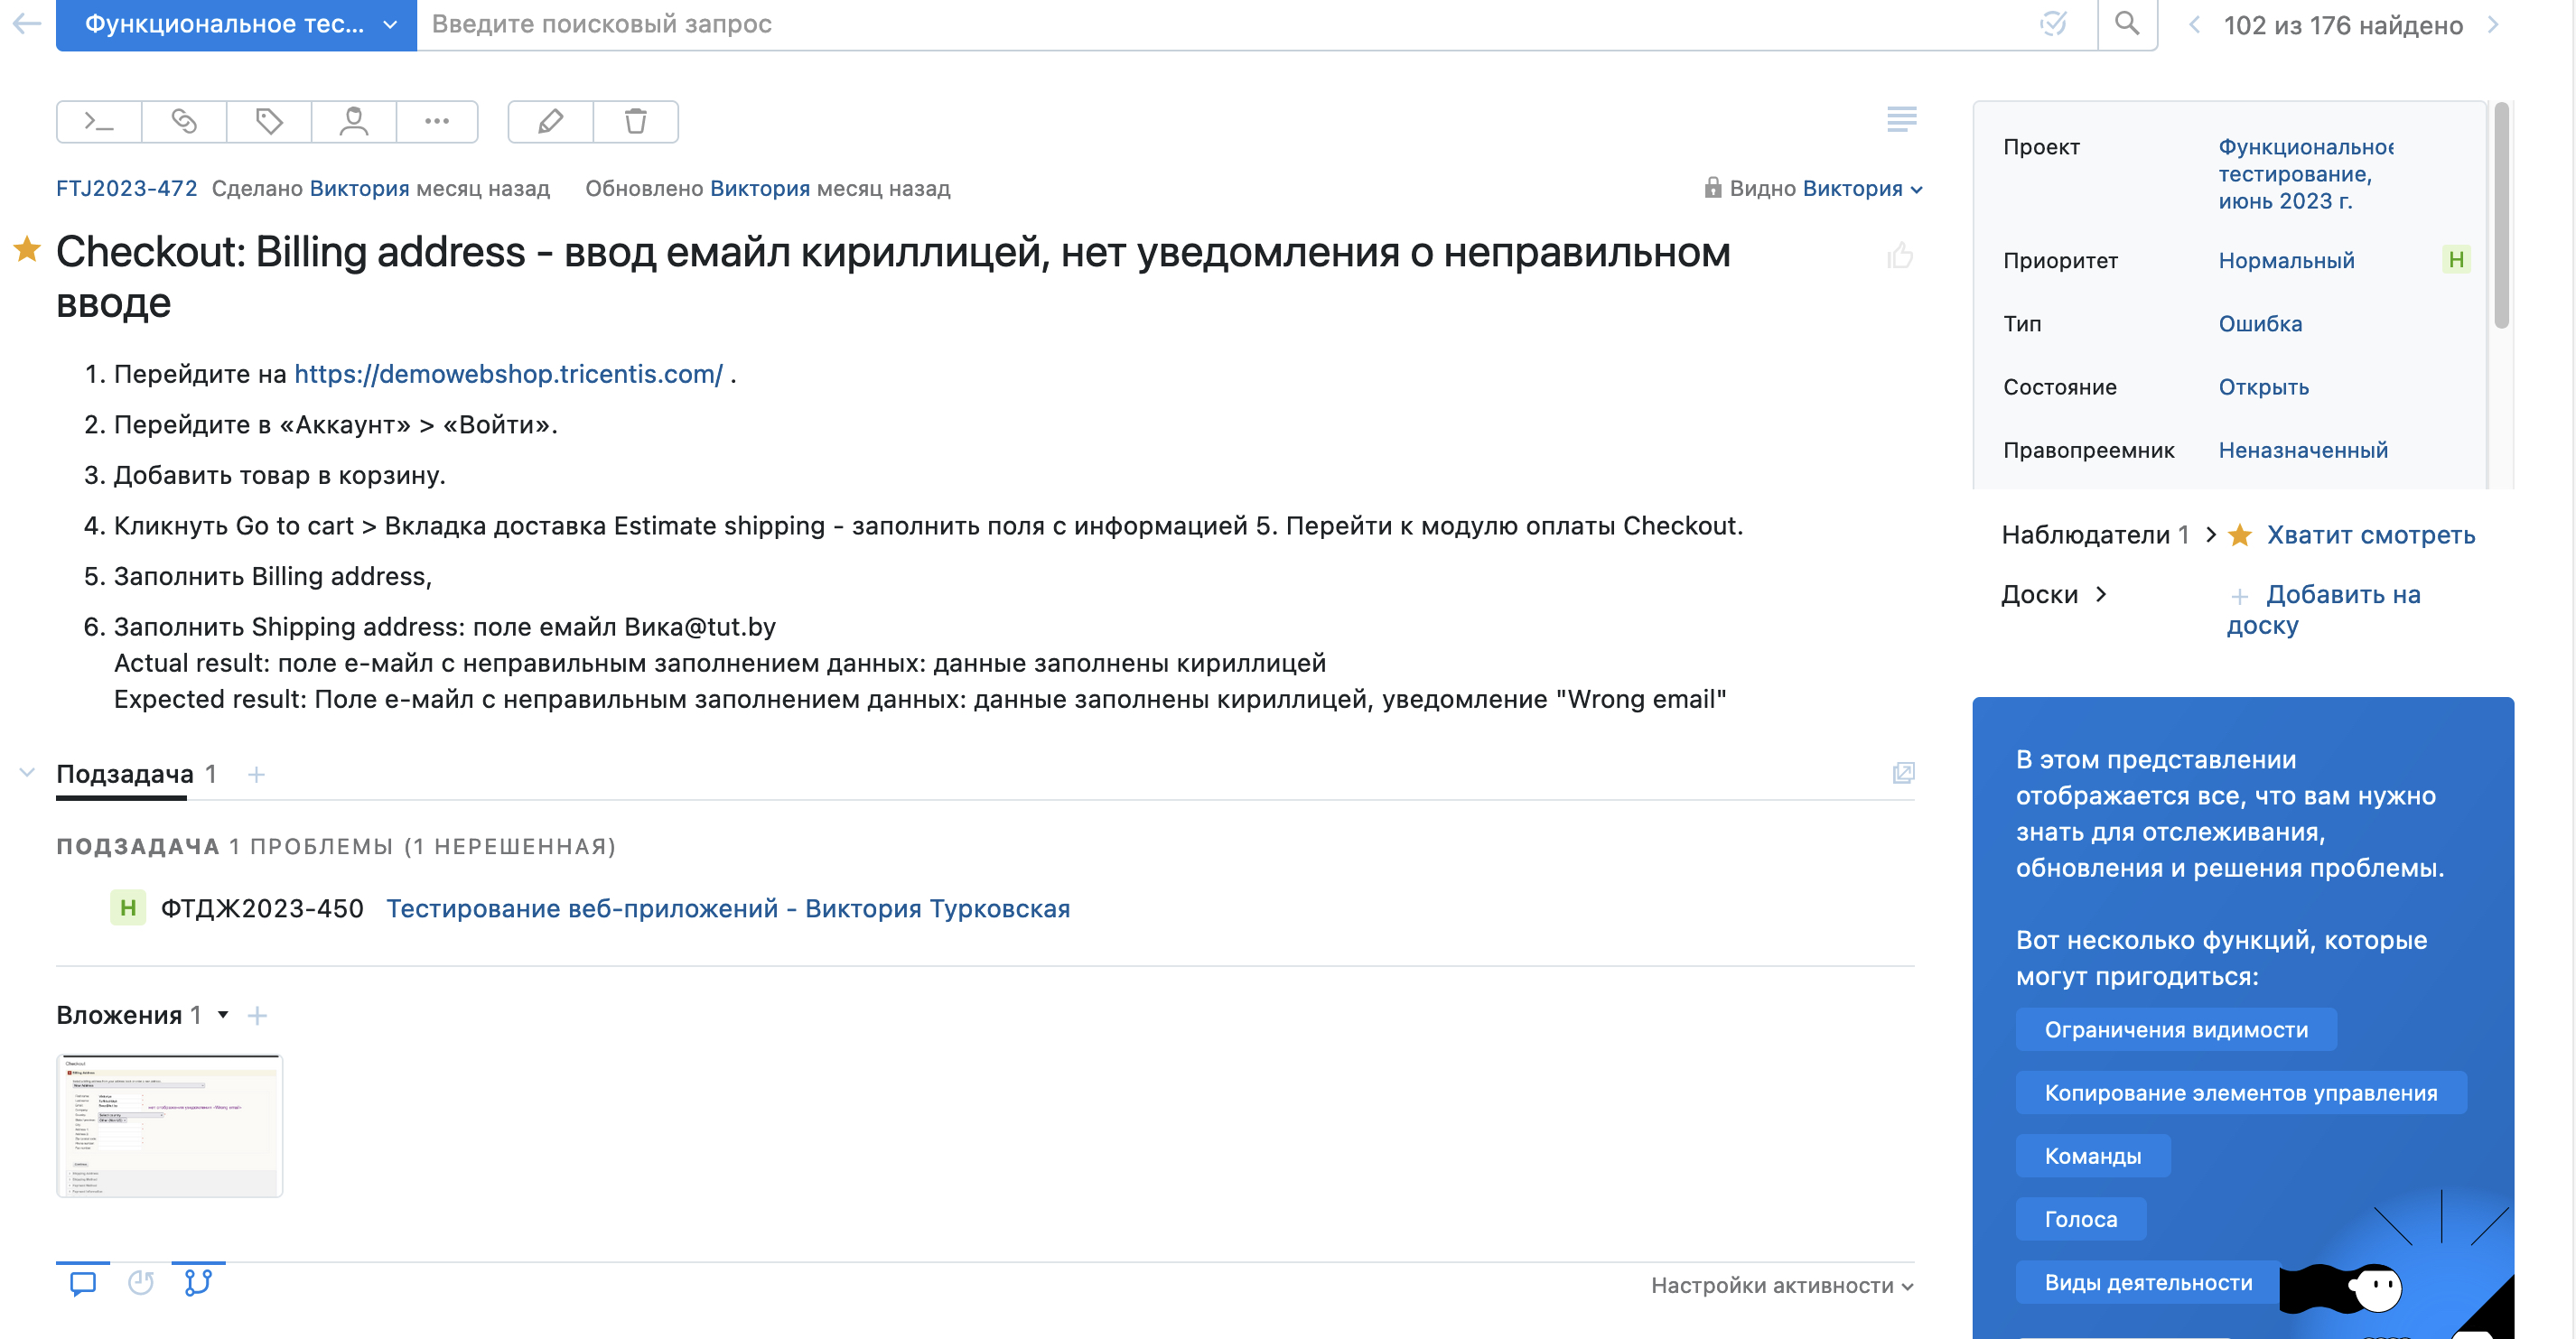 Функциональное тес...
Введите поисковый запрос
102 из 176 найдено
FTJ2023-472 Сделано Виктория месяц назад Обновлено Виктория месяц назад
Видно Виктория
Checkout: Billing address - ввод емайл кириллицей, нет уведомления о неправильном
вводе
1. Перейдите на https://demowebshop.tricentis.com/ .
2. Перейдите в «Аккаунт» > «Войти».
3. Добавить товар в корзину.
4. Кликнуть Go to cart > Вкладка доставка Estimate shipping - заполнить поля с информацией 5. Перейти к модулю оплаты Checkout.
5. Заполнить Billing address,
6. Заполнить Shipping address: поле емайл Вика@tut.by
Actual result: поле е-майл с неправильным заполнением данных: данные заполнены кириллицей
Expected result: Поле е-майл с неправильным заполнением данных: данные заполнены кириллицей, уведомление "Wrong email"
Подзадача 1
ПОДЗАДАЧА 1 ПРОБЛЕМЫ (1 НЕРЕШЕННАЯ)
Н ФТДЖ2023-450 Тестирование веб-приложений - Виктория Турковская
Вложения 1
Checkout
Настройки активности
Проект Функциональное
тестирование,
июнь 2023 г.
Приоритет Нормальный Н
Тип Ошибка
Состояние Открыть
Правопреемник Неназначенный
Наблюдатели 1 Хватит смотреть
Доски Добавить на
доску
В этом представлении
отображается все, что вам нужно
знать для отслеживания,
обновления и решения проблемы.
Вот несколько функций, которые
могут пригодиться:
Ограничения видимости
Копирование элементов управления
Команды
Голоса
Виды деятельности